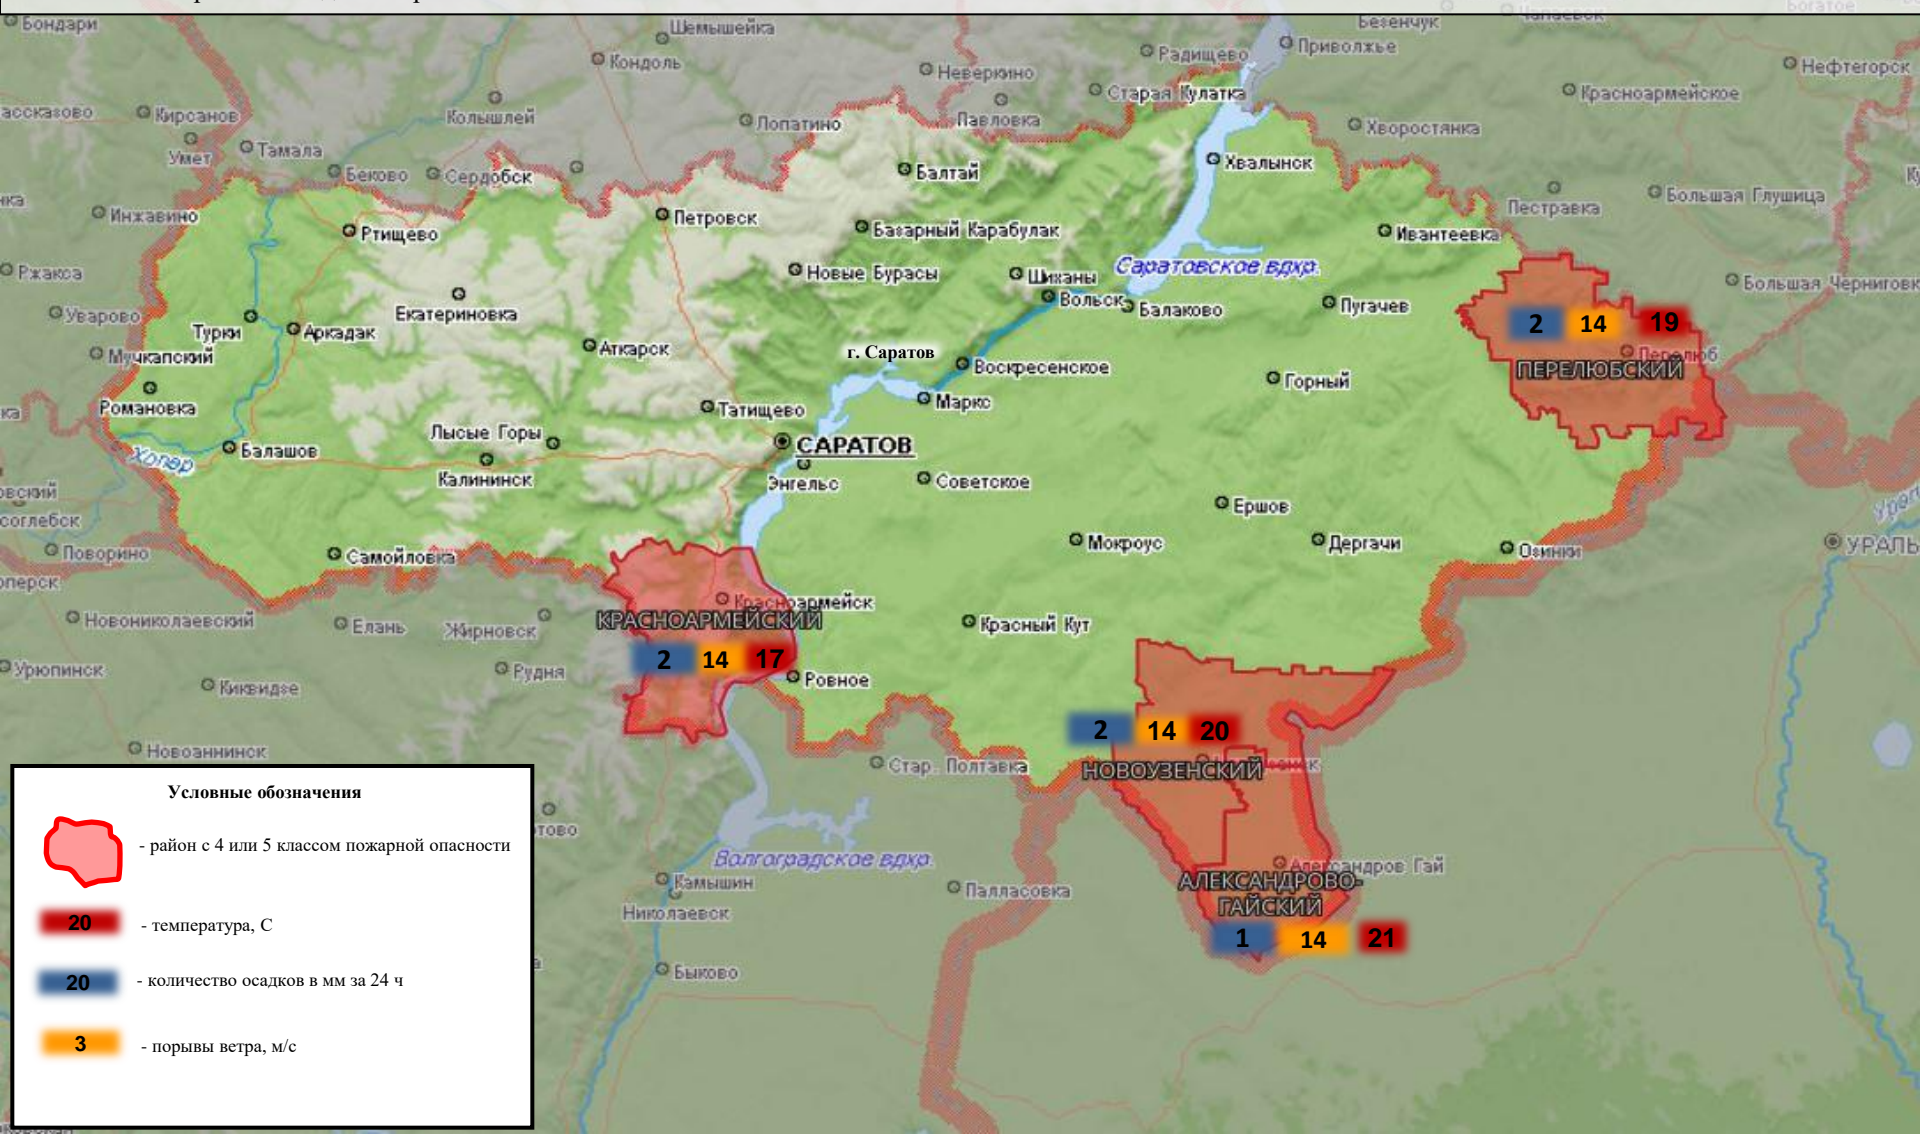 Бондари
Шемышейка
Кондоль
Неверкино
Радищево
Приволжье
Безенчук
Чапаевск
Богатое
Нефтегорск
Кирсанов
Колышлей
Лопатино
Павловка
Старая Кулатка
Красноармейское
Хворостянка
Умет
Тамала
Беково
Сердобск
Балтай
Хвалынск
Пестравка
Большая Глушица
Инжавино
Ртищево
Петровск
Базарный Карабулак
Ивантеевка
Ржакса
Новые Бурасы
Шиханы
Саратовское вдхр.
Уварово
Екатериновка
Вольск
Балаково
Пугачев
Турки
Аркадак
Аткарск
г. Саратов
2 14 19
Перелюб
ПЕРЕЛЮБСКИЙ
Мучкапский
Воскресенское
Горный
Романовка
Татищево
Маркс
Лысые Горы
САРАТОВ
Хопер
Балашов
Калининск
Энгельс
Советское
Ершов
Поворино
Самойловка
Мокроус
Дергачи
Озинки
Новониколаевский
Елань
Жирновск
Красноармейск
КРАСНОАРМЕЙСКИЙ
Красный Кут
2 14 17
Урюпинск
Киквидзе
Рудня
Ровное
2 14 20
НОВОУЗЕНСКИЙ
Новоаннинск
Стар. Полтавка
Волгоградское вдхр.
Александров Гай
АЛЕКСАНДРОВО-
ГАЙСКИЙ
1 14 21
Камышин
Палласовка
Николаевск
Быково
Условные обозначения
- район с 4 или 5 классом пожарной опасности
20 - температура, С
20 - количество осадков в мм за 24 ч
3 - порывы ветра, м/с